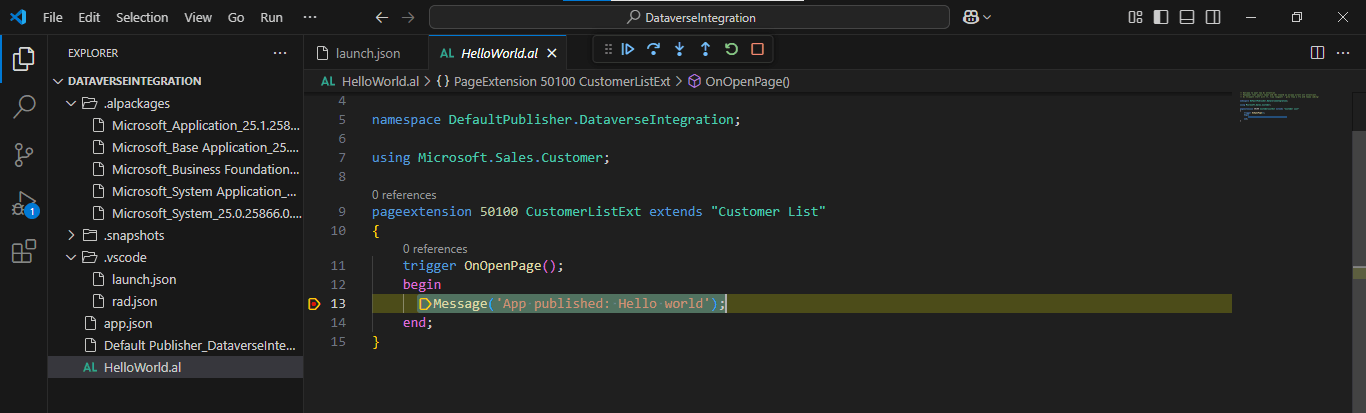 File Edit Selection View Go Run ··· DataverseIntegration
EXPLORER ···
DATAVERSEINTEGRATION
.alpackages
Microsoft_Application_25.1.258...
Microsoft_Base Application_25....
Microsoft_Business Foundation...
Microsoft_System Application_...
Microsoft_System_25.0.25866.0....
.snapshots
.vscode
launch.json
rad.json
app.json
Default Publisher_DataverseInte...
AL HelloWorld.al
1
launch.json AL HelloWorld.al
AL HelloWorld.al > {} PageExtension 50100 CustomerListExt > OnOpenPage()
4
5 namespace DefaultPublisher.DataverseIntegration;
6
7 using Microsoft.Sales.Customer;
8
0 references
9 pageextension 50100 CustomerListExt extends "Customer List"
10 {
0 references
11 trigger OnOpenPage();
12 begin
13 Message('App published: Hello world');
14 end;
15 }